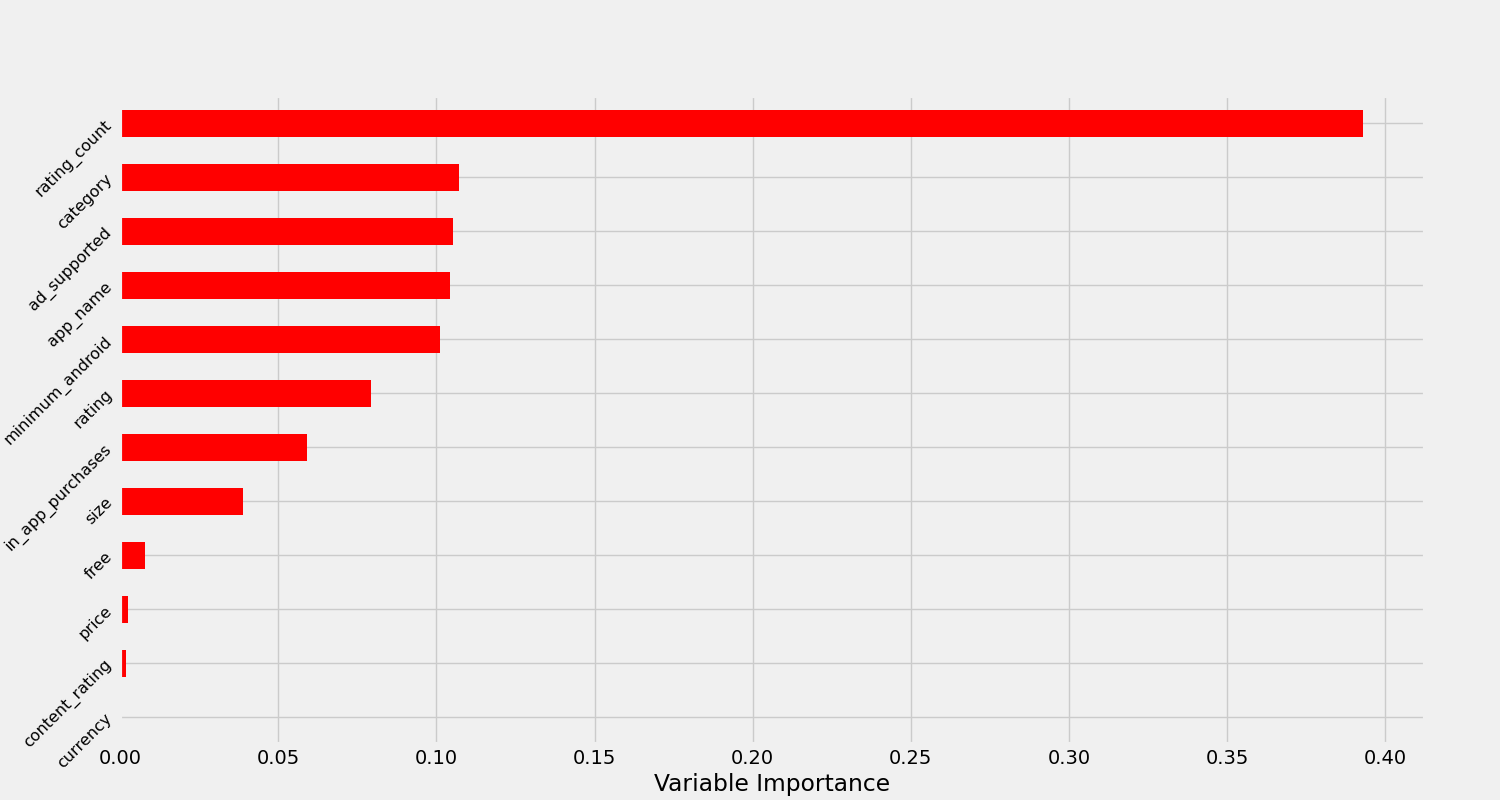 rating_count
category
ad_supported
app_name
minimum_android
rating
in_app_purchases
size
free
price
content_rating
currency
0.00 0.05 0.10 0.15 0.20 0.25 0.30 0.35 0.40
Variable Importance